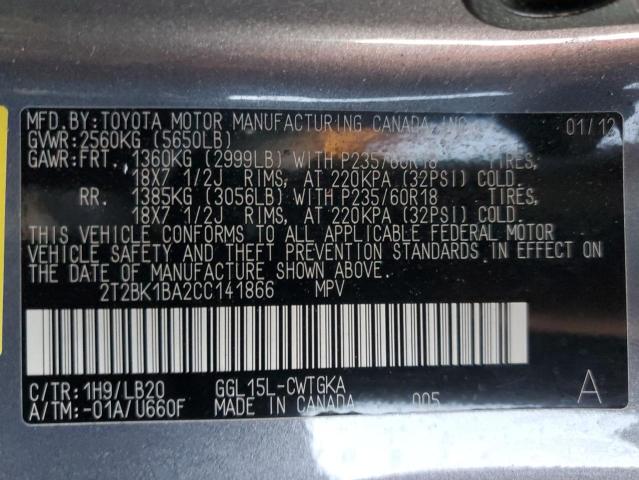 MFD.BY:TOYOTA MOTOR MANUFACTURING CANADA INC. 01/12
GVWR:2560KG (5650LB)
GAWR:FRT. 1360KG (2999LB) WITH P235/60R18 TIRES,
18X7 1/2J RIMS, AT 220KPA (32PSI) COLD.
RR. 1385KG (3056LB) WITH P235/60R18 TIRES,
18X7 1/2J RIMS, AT 220KPA (32PSI) COLD.
THIS VEHICLE CONFORMS TO ALL APPLICABLE FEDERAL MOTOR
VEHICLE SAFETY AND THEFT PREVENTION STANDARDS IN EFFECT ON
THE DATE OF MANUFACTURE SHOWN ABOVE.
2T2BK1BA2CC141866 MPV
C/TR:1H9/LB20 GGL15L-CWTGKA A
A/TM:-01A/U660F MADE IN CANADA 005